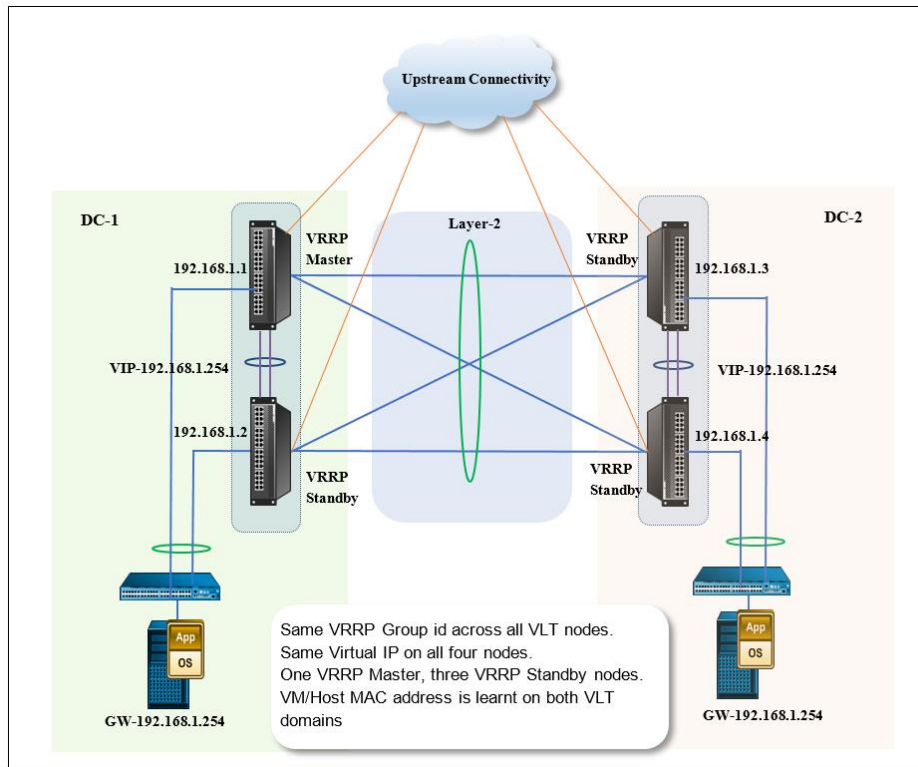 Upstream Connectivity
DC-1
DC-2
Layer-2
VRRP
Master
VRRP
Standby
192.168.1.1
192.168.1.3
VIP-192.168.1.254
VIP-192.168.1.254
192.168.1.2
192.168.1.4
VRRP
Standby
VRRP
Standby
App
OS
App
OS
GW-192.168.1.254
GW-192.168.1.254
Same VRRP Group id across all VLT nodes.
Same Virtual IP on all four nodes.
One VRRP Master, three VRRP Standby nodes.
VM/Host MAC address is learnt on both VLT
domains